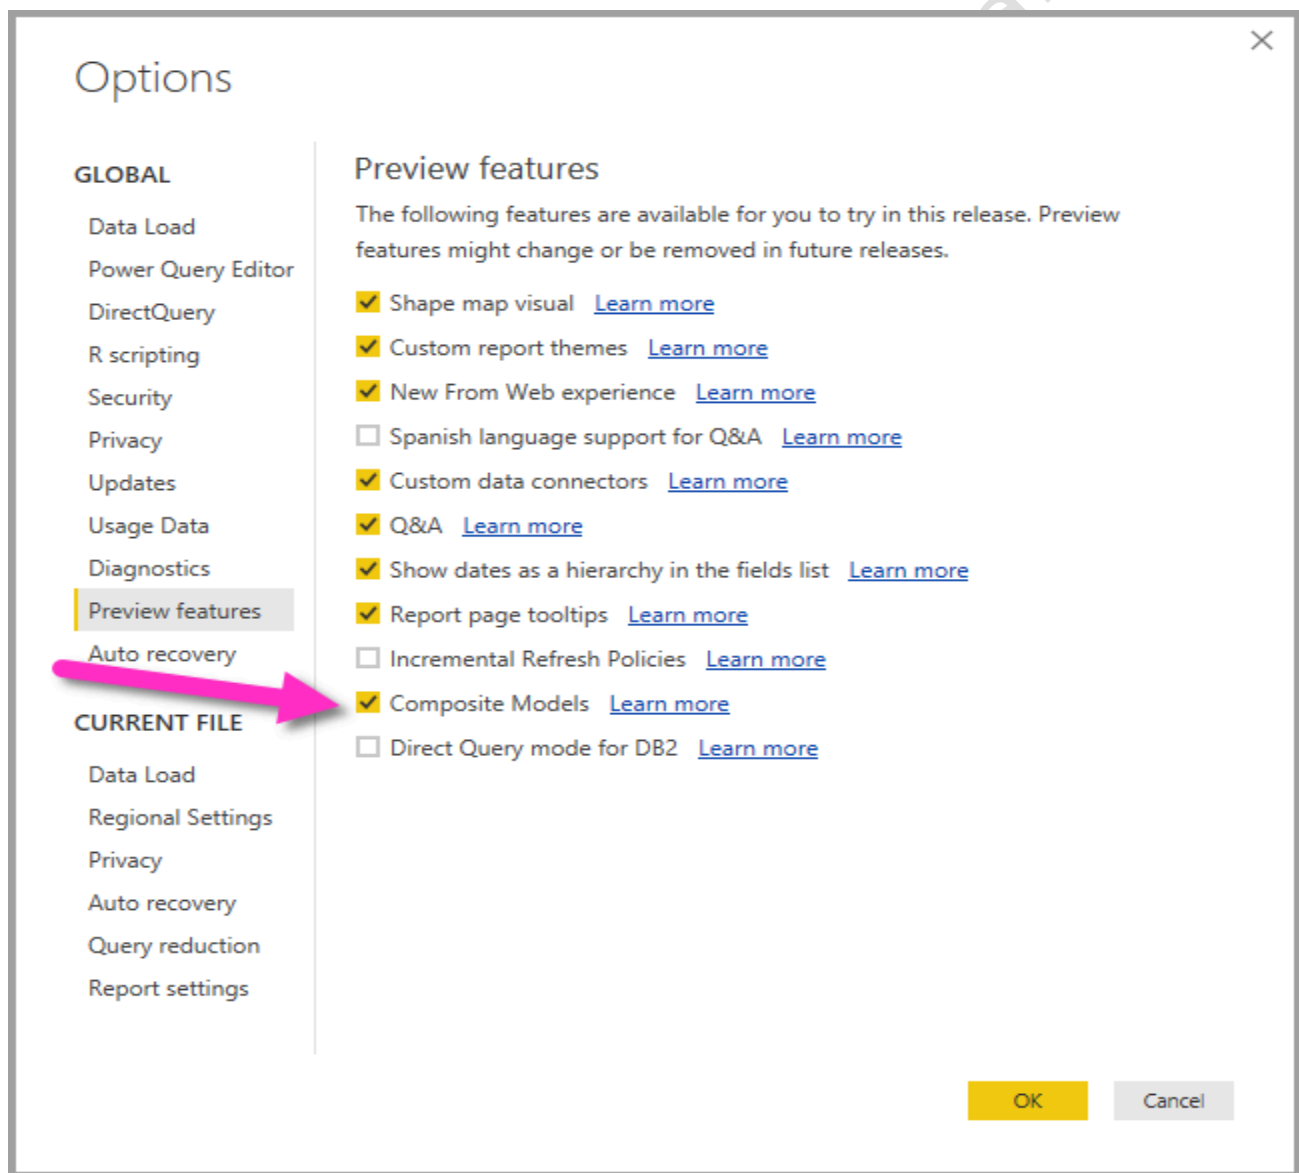 Options
GLOBAL
Data Load
Power Query Editor
DirectQuery
R scripting
Security
Privacy
Updates
Usage Data
Diagnostics
Preview features
Auto recovery
CURRENT FILE
Data Load
Regional Settings
Privacy
Auto recovery
Query reduction
Report settings
Preview features
The following features are available for you to try in this release. Preview
features might change or be removed in future releases.
Shape map visual Learn more
Custom report themes Learn more
New From Web experience Learn more
Spanish language support for Q&A Learn more
Custom data connectors Learn more
Q&A Learn more
Show dates as a hierarchy in the fields list Learn more
Report page tooltips Learn more
Incremental Refresh Policies Learn more
Composite Models Learn more
Direct Query mode for DB2 Learn more
OK Cancel